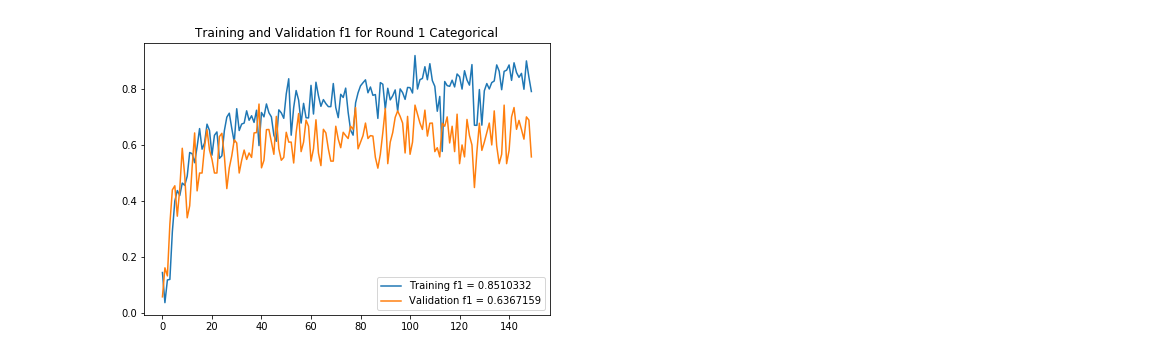 Training and Validation f1 for Round 1 Categorical
0.8
0.6
0.4
0.2
0.0
Training f1 = 0.8510332
Validation f1 = 0.6367159
0 20 40 60 80 100 120 140